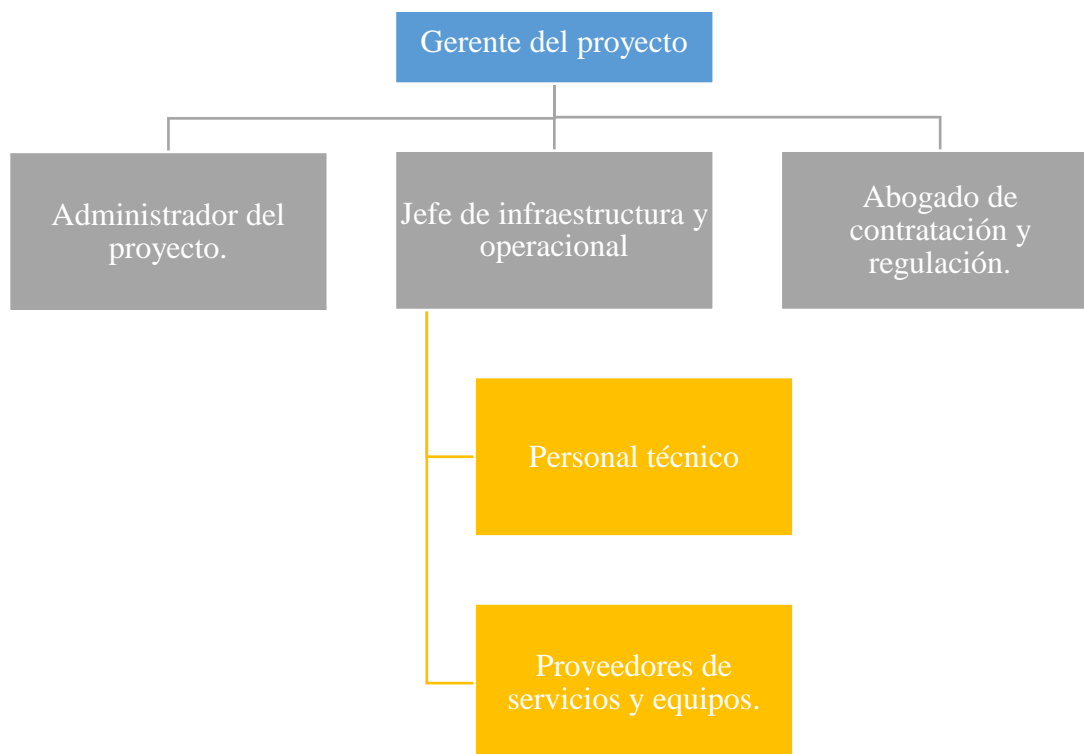 Gerente del proyecto
Administrador del
proyecto.
Jefe de infraestructura y
operacional
Abogado de
contratación y
regulación.
Personal técnico
Proveedores de
servicios y equipos.